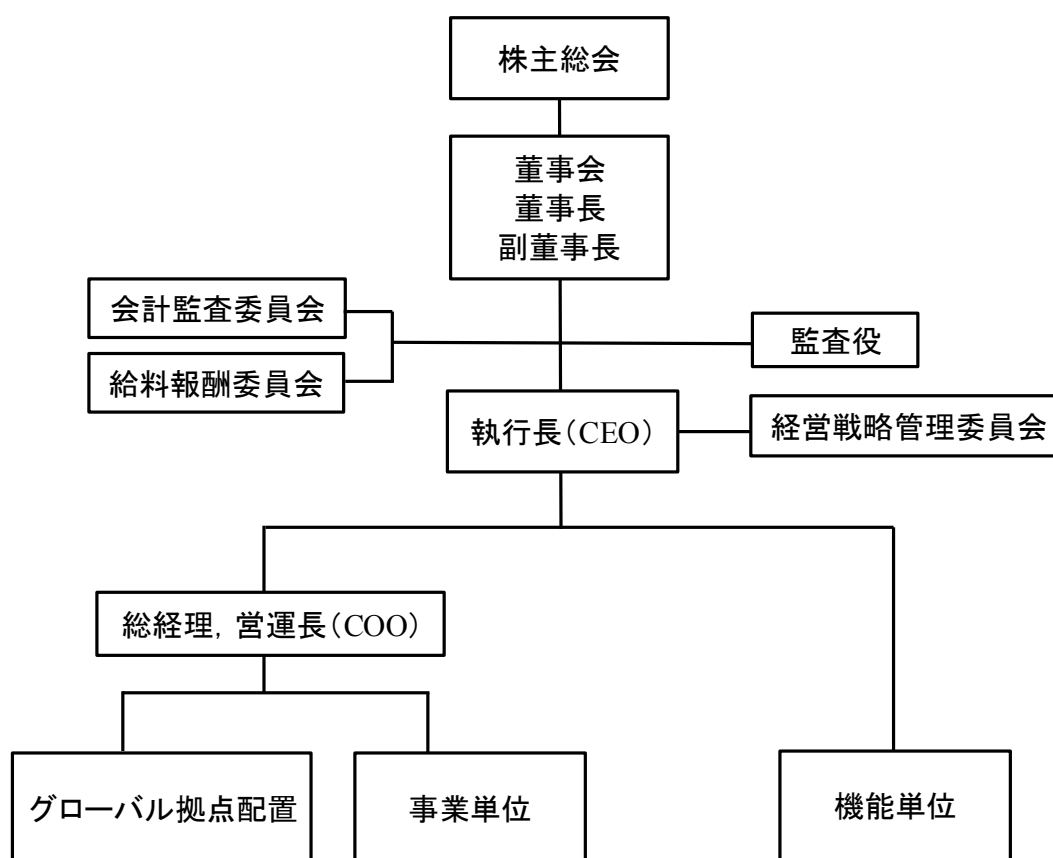 株主総会
董事会
董事長
副董事長
会計監査委員会
監査役
給料報酬委員会
執行長（CEO）
経営戦略管理委員会
総経理，営運長（COO）
グローバル拠点配置
事業単位
機能単位